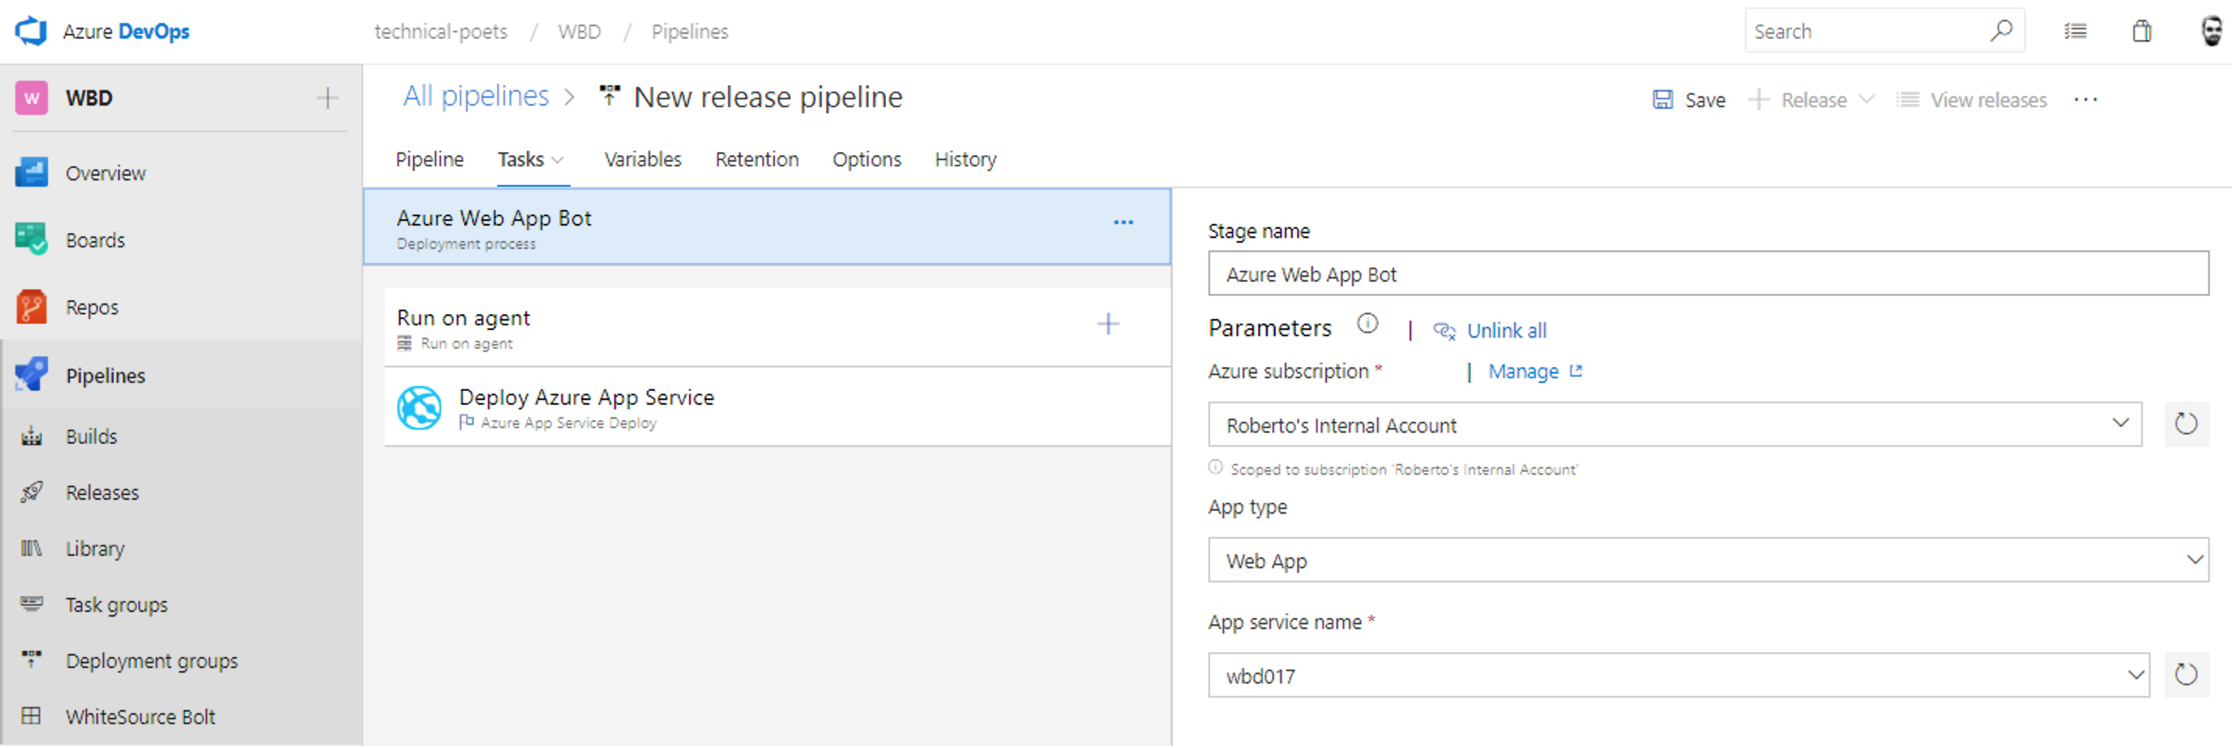 Azure DevOps
technical-poets / WBD / Pipelines
Search
W WBD
Overview
Boards
Repos
Pipelines
Builds
Releases
Library
Task groups
Deployment groups
WhiteSource Bolt
All pipelines > New release pipeline
Save
Release
View releases
Pipeline Tasks Variables Retention Options History
Azure Web App Bot
Deployment process
Run on agent
Run on agent
Deploy Azure App Service
Azure App Service Deploy
Stage name
Azure Web App Bot
Parameters | Unlink all
Azure subscription * | Manage
Roberto's Internal Account
Scoped to subscription 'Roberto's Internal Account'
App type
Web App
App service name *
wbd017